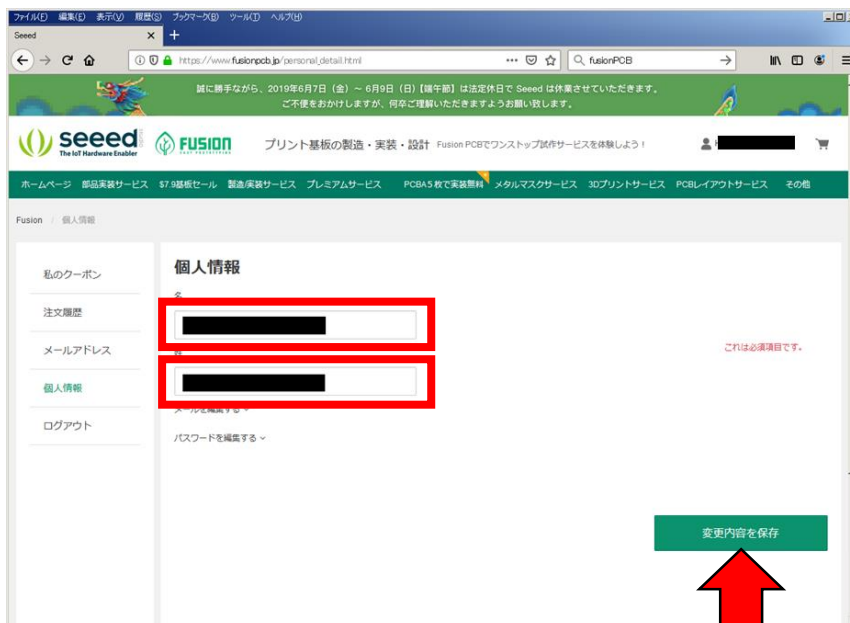 ファイル(F) 編集(E) 表示(V) 履歴(S) ブックマーク(B) ツール(T) ヘルプ(H)
Seeed
https://www.fusionpcb.jp/personal_detail.html
fusionPCB
誠に勝手ながら、2019年6月7日（金）～ 6月9日（日）【端午節】は法定休日で Seeed は休業させていただきます。
ご不便をおかけしますが、何卒ご理解いただきますようお願い致します。
seeed
The IoT Hardware Enabler
FUSION
プリント基板の製造・実装・設計 Fusion PCBでワンストップ試作サービスを体験しよう！
ホームページ 部品実装サービス $7.9基板セール 製造/実装サービス プレミアムサービス PCBA5枚で実装無料 メタルマスクサービス 3Dプリントサービス PCBレイアウトサービス その他
Fusion / 個人情報
私のクーポン
注文履歴
メールアドレス
個人情報
ログアウト
個人情報
名
これは必須項目です。
メールを編集する
パスワードを編集する
変更内容を保存